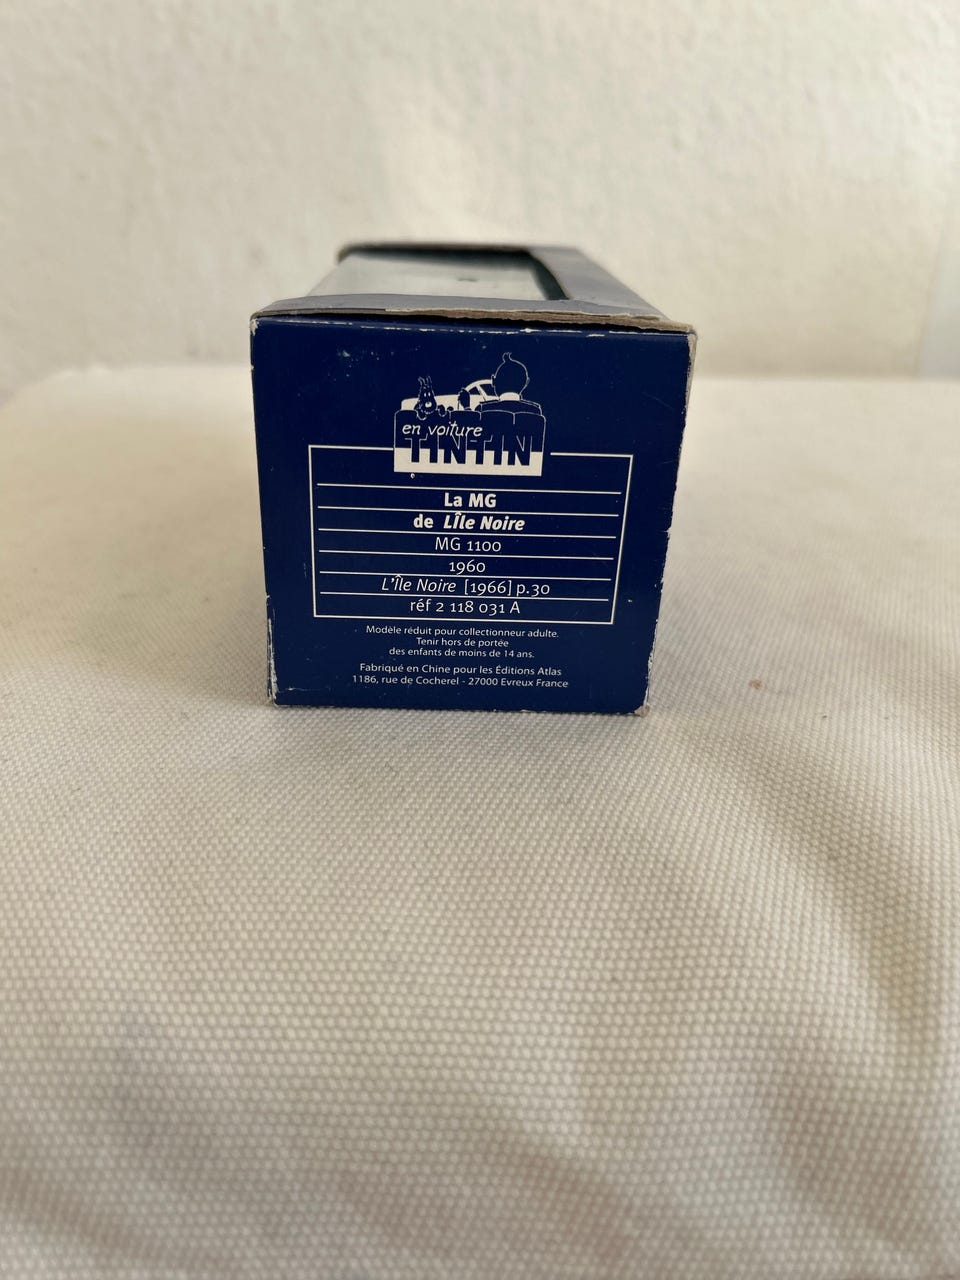 en voiture
TINTIN
La MG
de LÎle Noire
MG 1100
1960
L'Île Noire [1966] p.30
réf 2 118 031 A
Modèle réduit pour collectionneur adulte.
Tenir hors de portée
des enfants de moins de 14 ans.
Fabriqué en Chine pour les Éditions Atlas
1186, rue de Cocherel - 27000 Evreux France